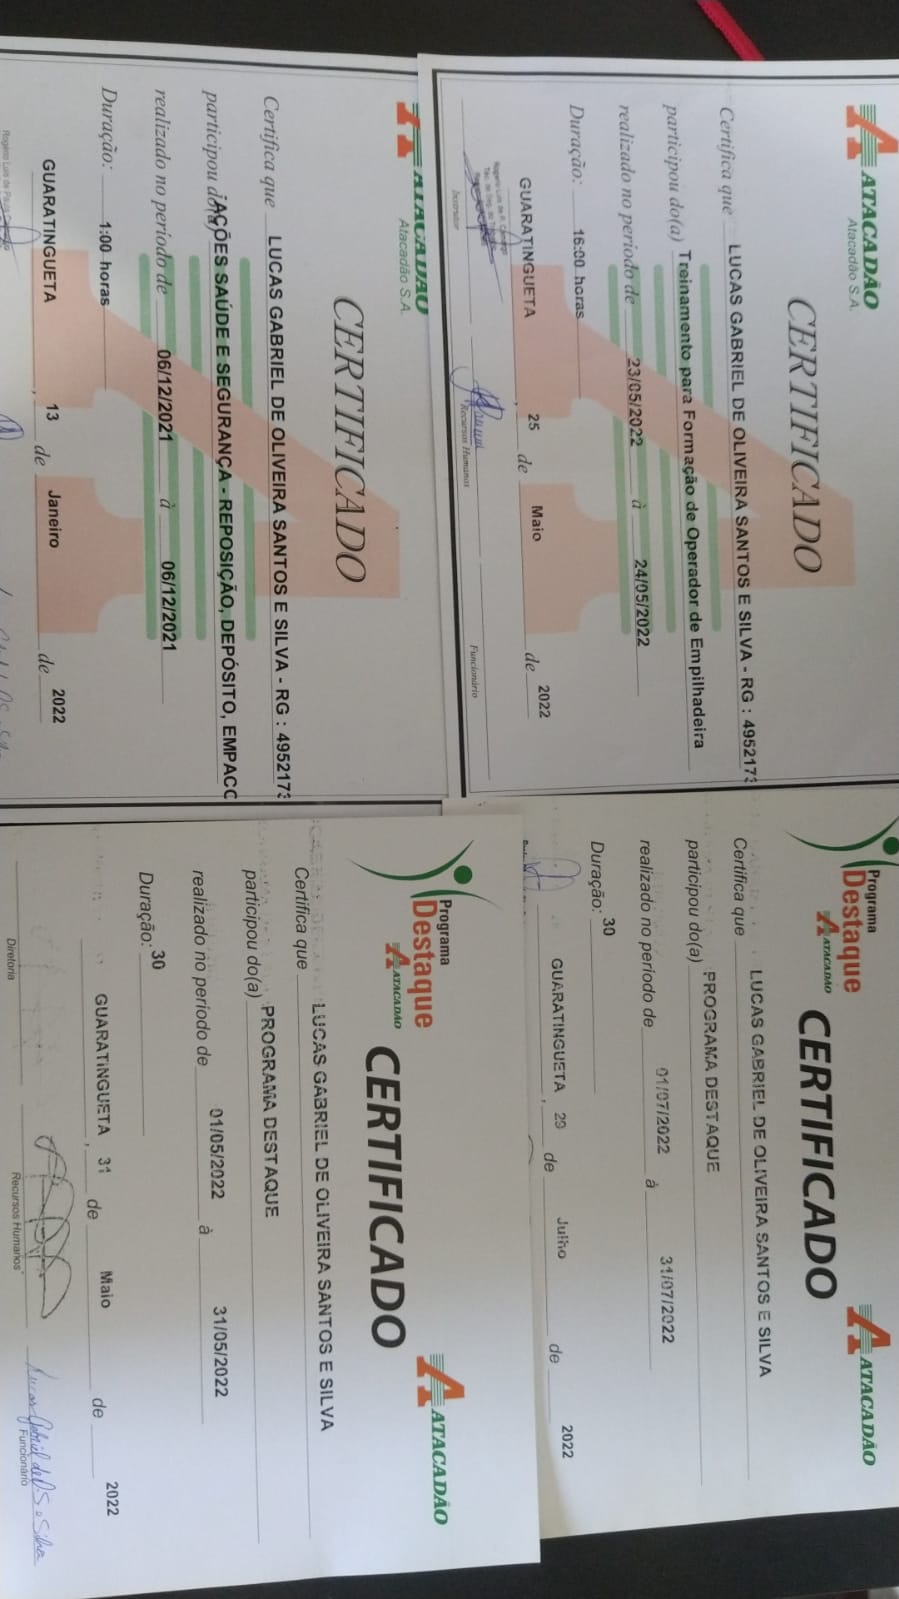 ATACADÃO
Atacadão S.A.
CERTIFICADO
Certifica que LUCAS GABRIEL DE OLIVEIRA SANTOS E SILVA - RG : 4952173
participou do(a) Treinamento para Formação de Operador de Empilhadeira
realizado no período de 23/05/2022 à 24/05/2022
Duração: 16:00 horas
GUARATINGUETA , 25 de Maio de 2022
Instrutor Recursos Humanos Funcionário
Programa
Destaque
ATACADÃO
ATACADÃO
CERTIFICADO
Certifica que LUCAS GABRIEL DE OLIVEIRA SANTOS E SILVA
participou do(a) PROGRAMA DESTAQUE
realizado no período de 01/07/2022 á 31/07/2022
Duração: 30
GUARATINGUETA , 29 de Julho de 2022
ATACADÃO
Atacadão S.A.
CERTIFICADO
Certifica que LUCAS GABRIEL DE OLIVEIRA SANTOS E SILVA - RG : 4952173
participou do(a) AÇÕES SAÚDE E SEGURANÇA - REPOSIÇÃO, DEPÓSITO, EMPACO
realizado no período de 06/12/2021 à 06/12/2021
Duração: 1:00 horas
GUARATINGUETA , 13 de Janeiro de 2022
Rogério Luis de Paula
Programa
Destaque
ATACADÃO
ATACADÃO
CERTIFICADO
Certifica que LUCAS GABRIEL DE OLIVEIRA SANTOS E SILVA
participou do(a) PROGRAMA DESTAQUE
realizado no período de 01/05/2022 à 31/05/2022
Duração: 30
GUARATINGUETA , 31 de Maio de 2022
Lucas Gabriel de O. S. e Silva
Diretoria Recursos Humanos Funcionário